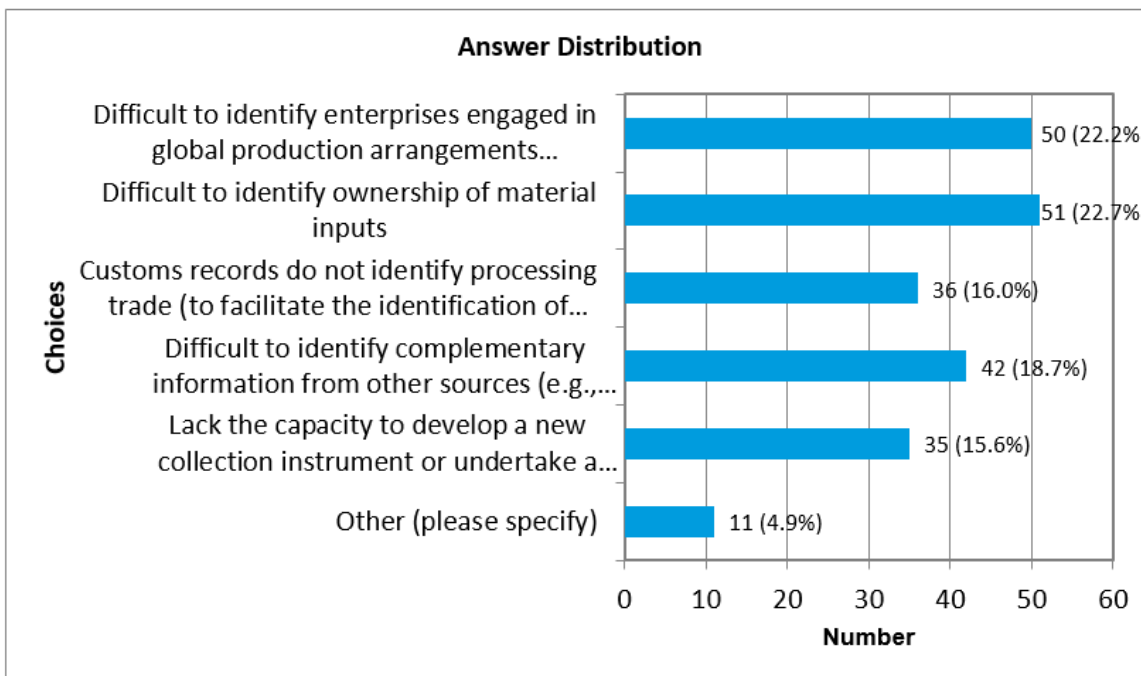 Answer Distribution
Difficult to identify enterprises engaged in
global production arrangements...
50 (22.2%
Difficult to identify ownership of material
inputs
51 (22.7%
Customs records do not identify processing
trade (to facilitate the identification of...
36 (16.0%)
Difficult to identify complementary
information from other sources (e.g.,...
42 (18.7%)
Lack the capacity to develop a new
collection instrument or undertake a...
35 (15.6%)
Other (please specify)
11 (4.9%)
Choices
0 10 20 30 40 50 60
Number